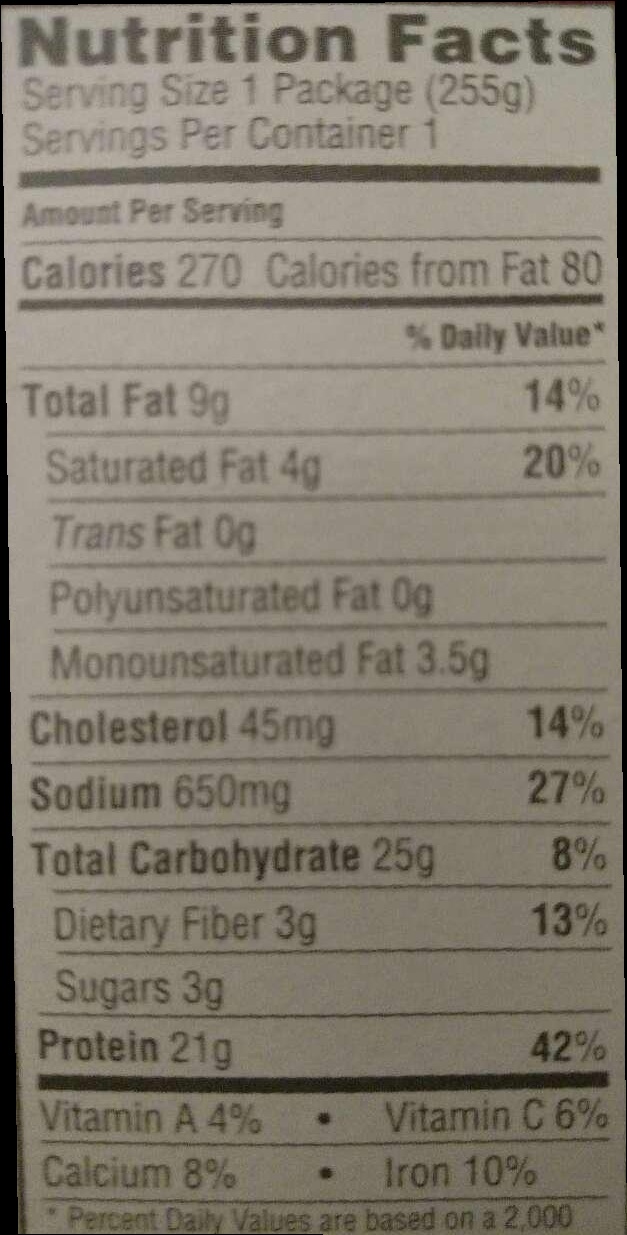 Nutrition Facts
Serving Size 1 Package (255g)
Servings Per Container 1
Amount Per Serving
Calories 270 Calories from Fat 80
% Daily Value*
Total Fat 9g 14%
Saturated Fat 4g 20%
Trans Fat 0g
Polyunsaturated Fat 0g
Monounsaturated Fat 3.5g
Cholesterol 45mg 14%
Sodium 650mg 27%
Total Carbohydrate 25g 8%
Dietary Fiber 3g 13%
Sugars 3g
Protein 21g 42%
Vitamin A 4% • Vitamin C 6%
Calcium 8% • Iron 10%
* Percent Daily Values are based on a 2,000